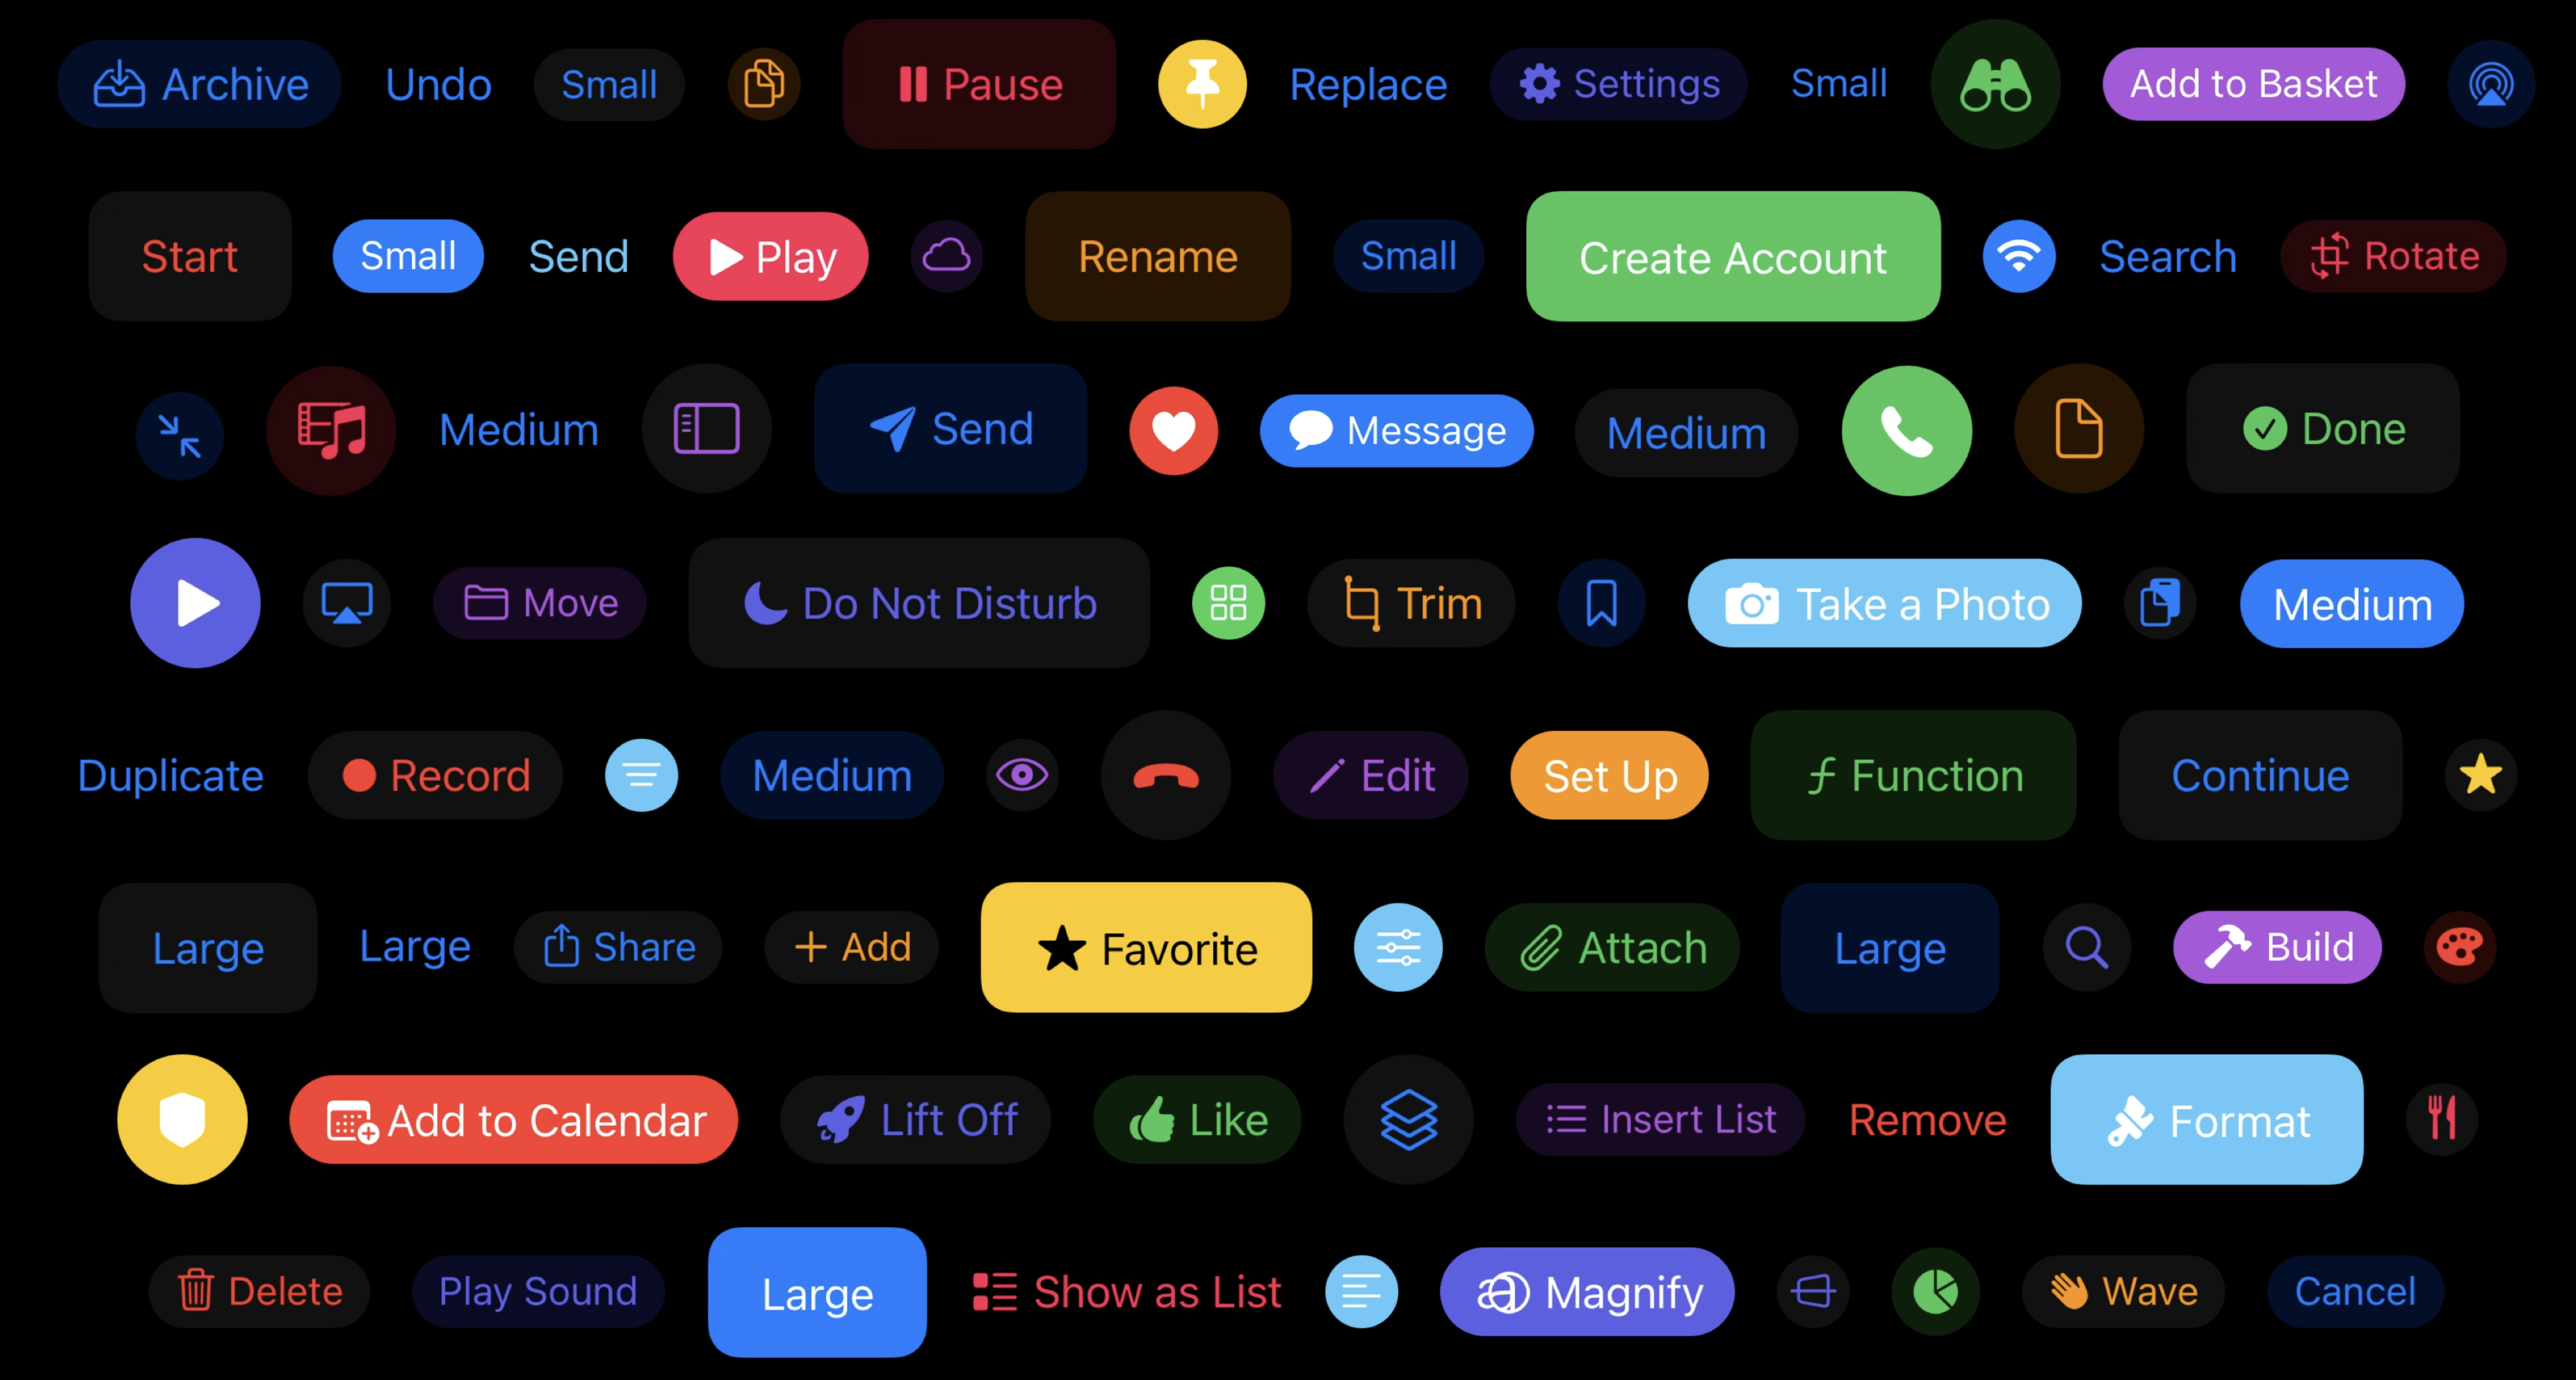 Archive Undo Small Pause Replace Settings Small Add to Basket
Start Small Send Play Rename Small Create Account Search Rotate
Medium Send Message Medium Done
Move Do Not Disturb Trim Take a Photo Medium
Duplicate Record Medium Edit Set Up Function Continue
Large Large Share Add Favorite Attach Large Build
Add to Calendar Lift Off Like Insert List Remove Format
Delete Play Sound Large Show as List Magnify Wave Cancel